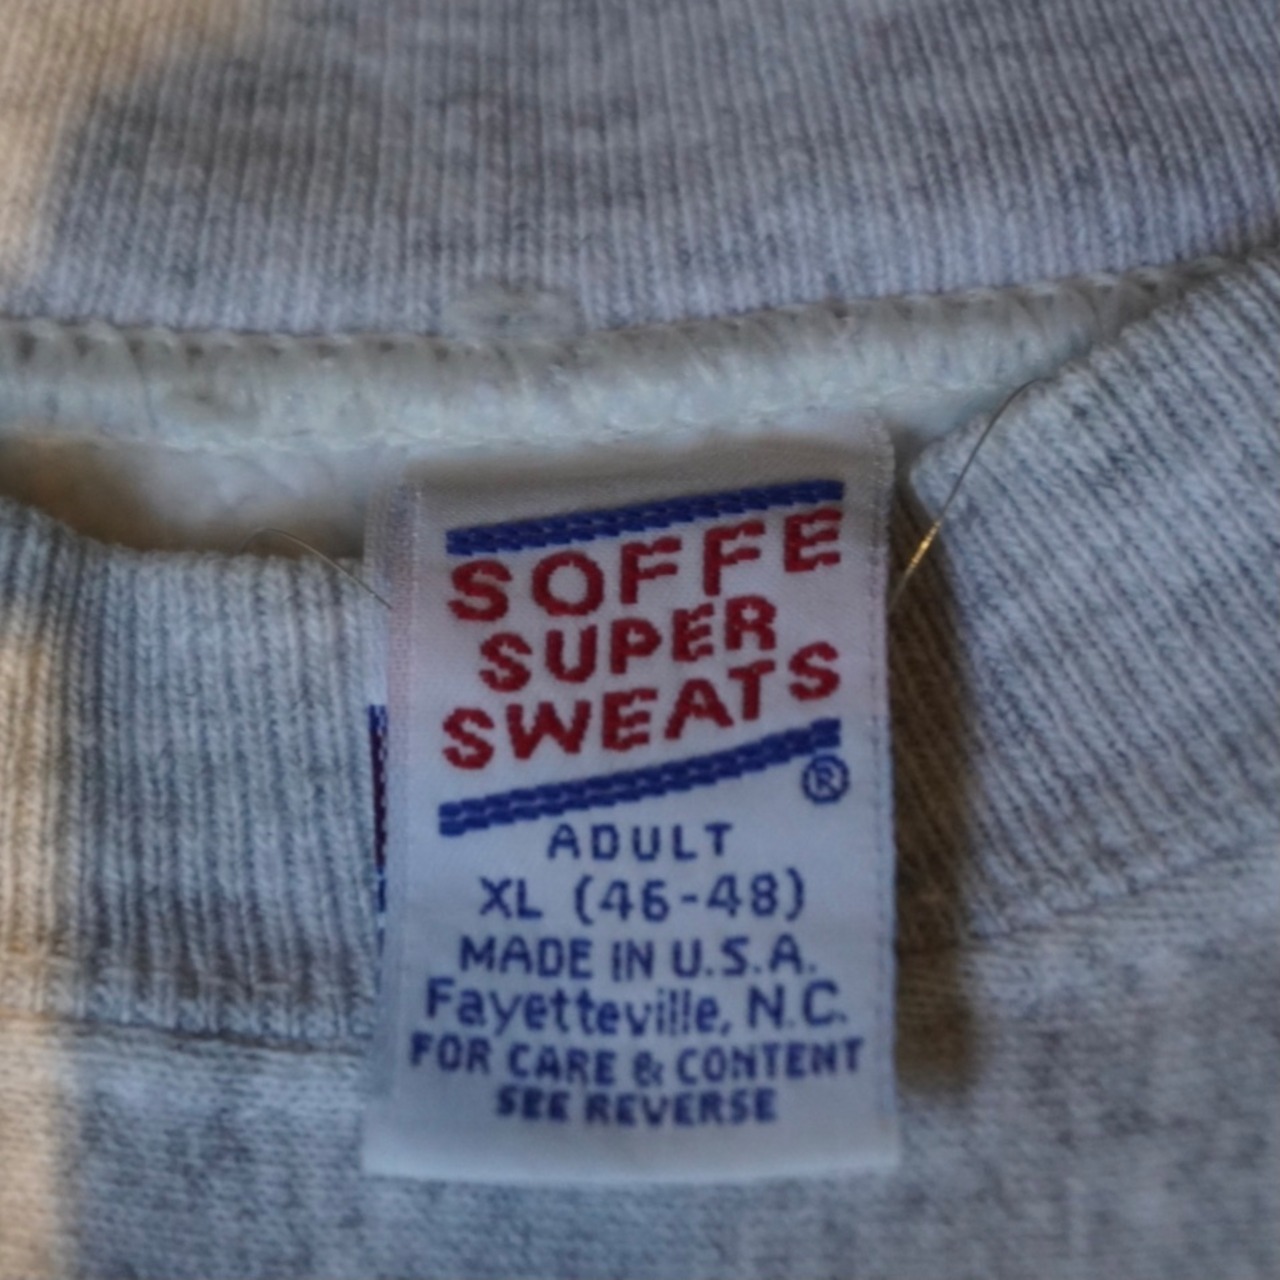 SOFFE
SUPER
SWEATS
®
ADULT
XL (46-48)
MADE IN U.S.A.
Fayetteville, N.C.
FOR CARE & CONTENT
SEE REVERSE